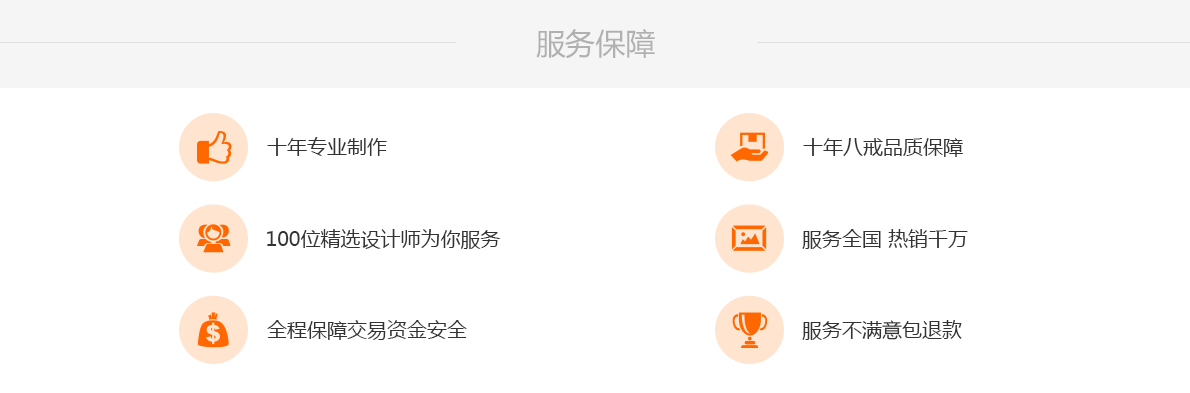 服务保障
十年专业制作
十年八戒品质保障
100位精选设计师为你服务
服务全国 热销千万
全程保障交易资金安全
服务不满意包退款